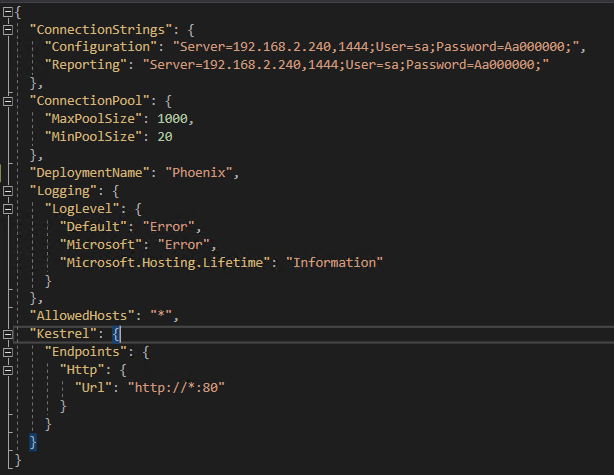 {
"ConnectionStrings": {
"Configuration": "Server=192.168.2.240,1444;User=sa;Password=Aa000000;",
"Reporting": "Server=192.168.2.240,1444;User=sa;Password=Aa000000;"
},
"ConnectionPool": {
"MaxPoolSize": 1000,
"MinPoolSize": 20
},
"DeploymentName": "Phoenix",
"Logging": {
"LogLevel": {
"Default": "Error",
"Microsoft": "Error",
"Microsoft.Hosting.Lifetime": "Information"
}
},
"AllowedHosts": "*",
"Kestrel": {
"Endpoints": {
"Http": {
"Url": "http://*:80"
}
}
}
}